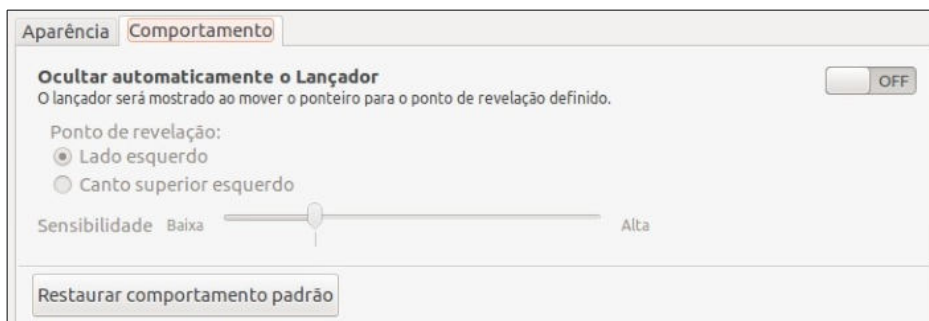 Aparência Comportamento
Ocultar automaticamente o Lançador
OFF
O lançador será mostrado ao mover o ponteiro para o ponto de revelação definido.
Ponto de revelação:
Lado esquerdo
Canto superior esquerdo
Sensibilidade Baixa Alta
Restaurar comportamento padrão